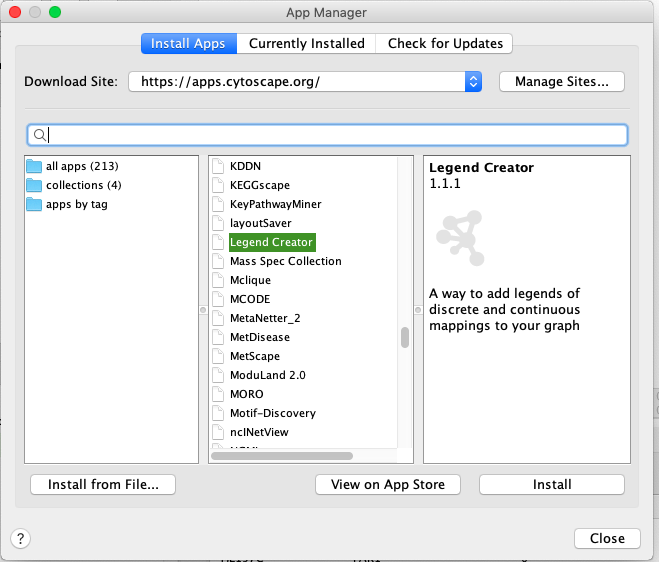 App Manager
Install Apps
Currently Installed
Check for Updates
Download Site:
https://apps.cytoscape.org/
Manage Sites...
all apps (213)
collections (4)
apps by tag
KDDN
KEGGscape
KeyPathwayMiner
layoutSaver
Legend Creator
Mass Spec Collection
Mclique
MCODE
MetaNetter_2
MetDisease
MetScape
ModuLand 2.0
MORO
Motif-Discovery
nclNetView
Legend Creator
1.1.1
A way to add legends of
discrete and continuous
mappings to your graph
Install from File...
View on App Store
Install
?
Close